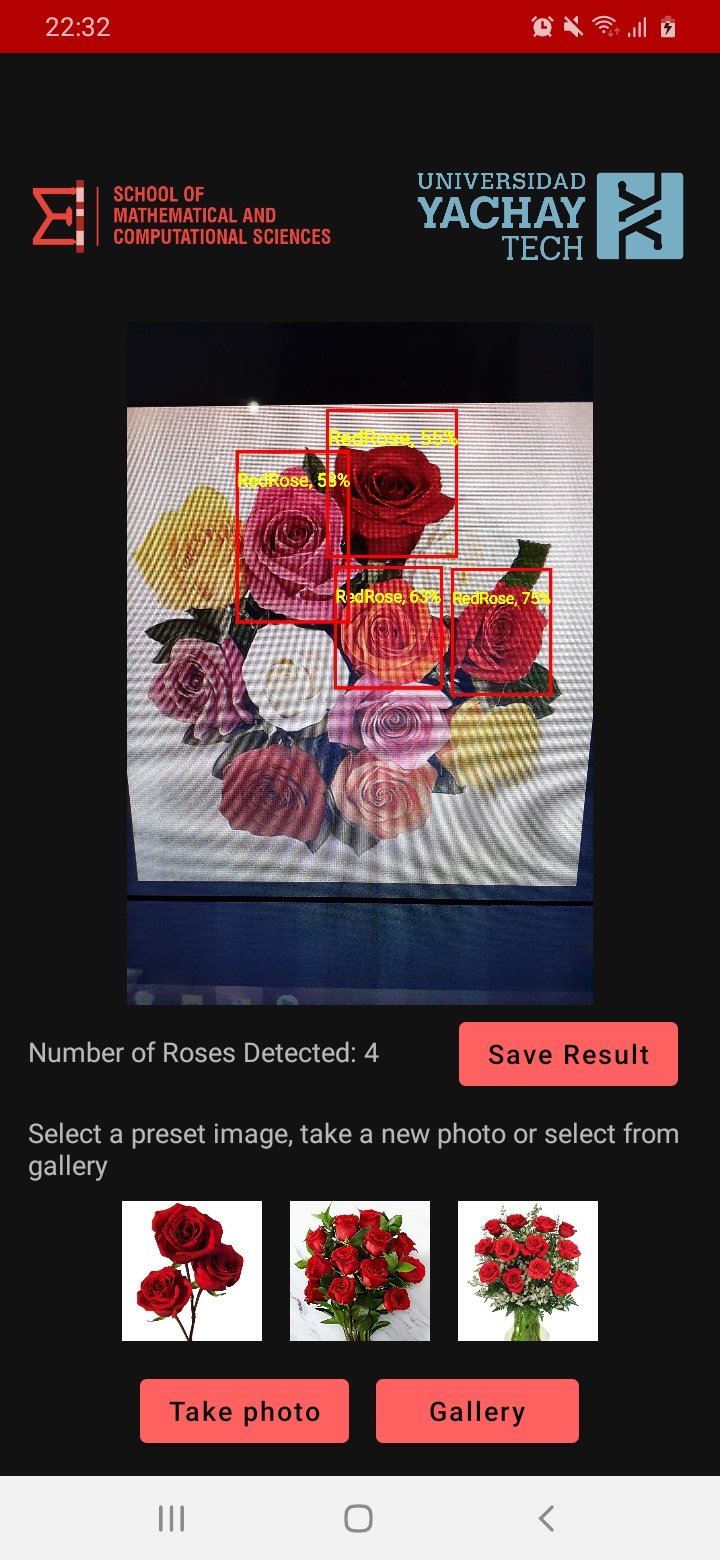 22:32
SCHOOL OF
MATHEMATICAL AND
COMPUTATIONAL SCIENCES
UNIVERSIDAD
YACHAY
TECH
RedRose, 55%
RedRose, 53%
RedRose, 63%
RedRose, 75%
Number of Roses Detected: 4
Save Result
Select a preset image, take a new photo or select from
gallery
Take photo
Gallery